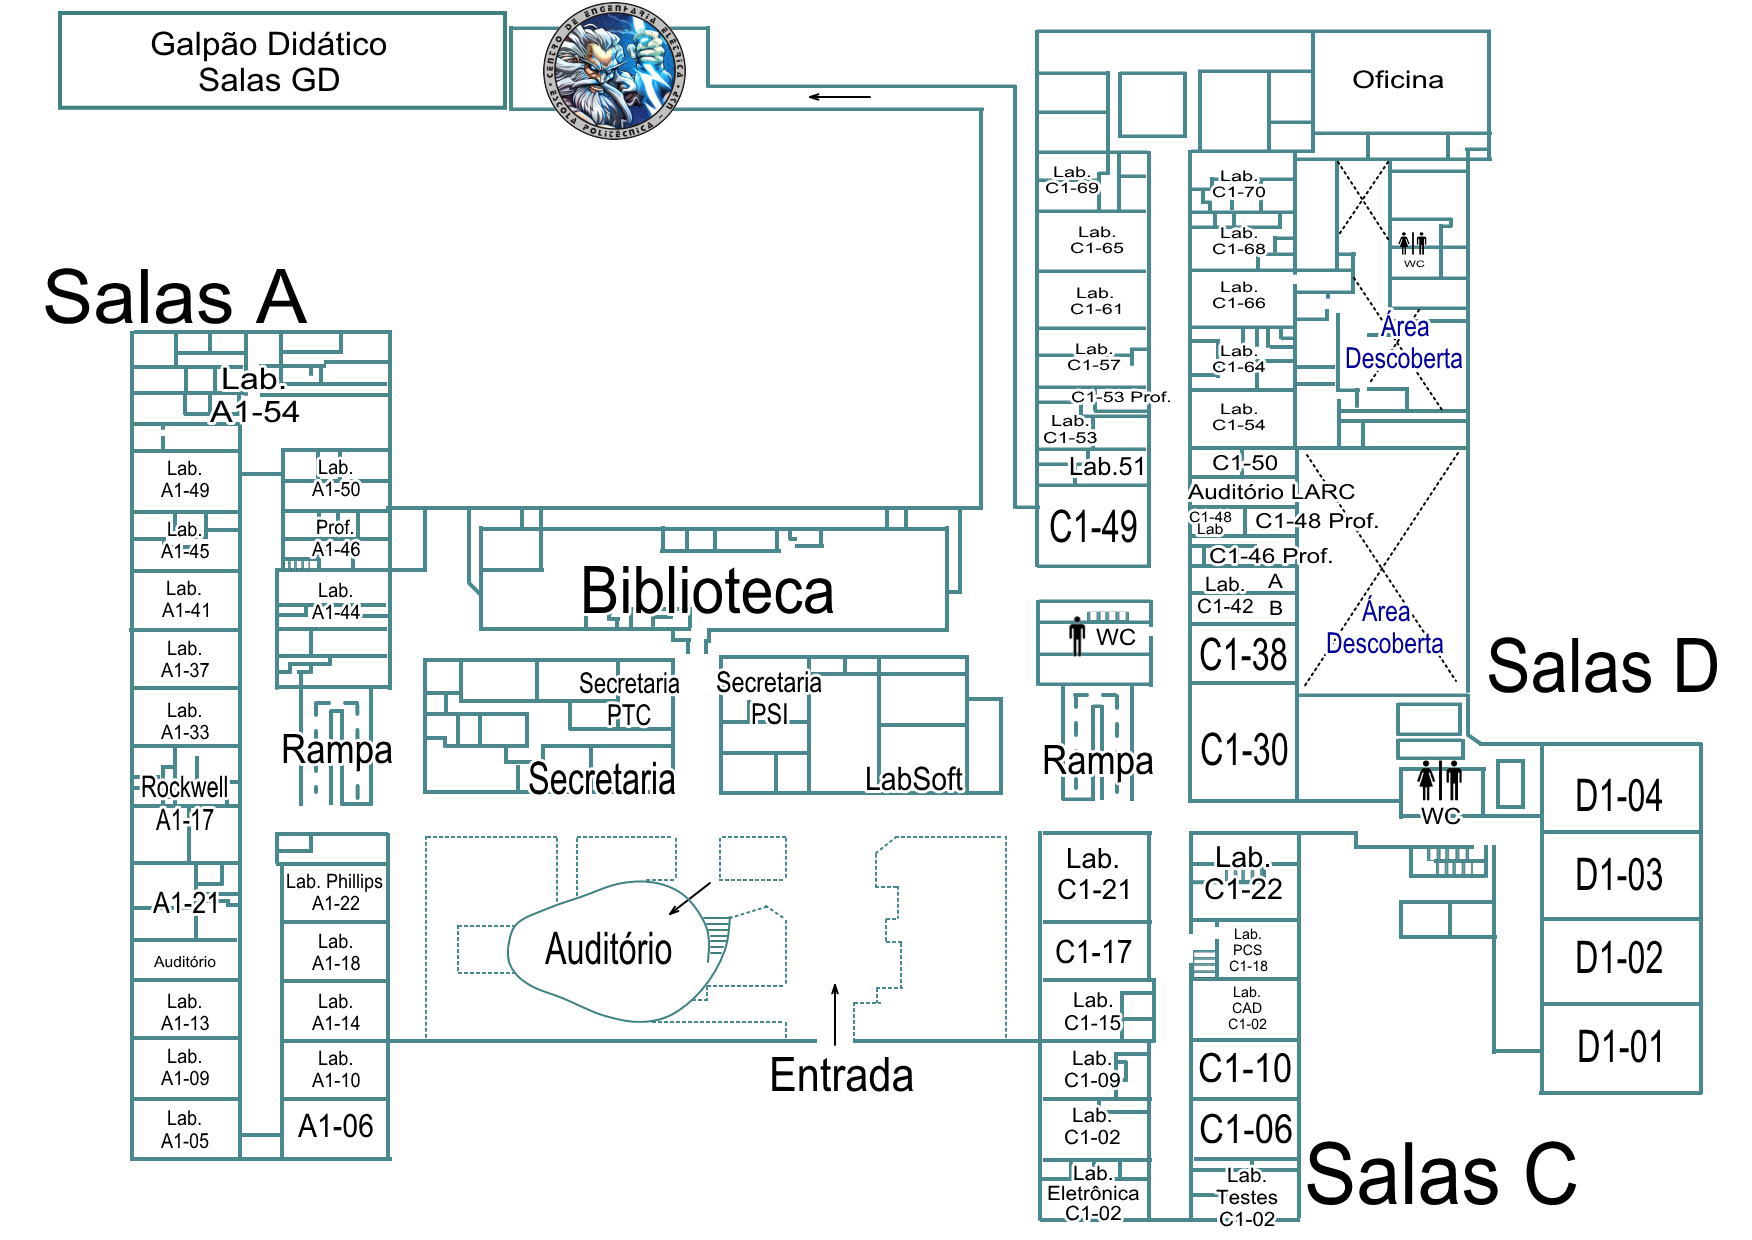 Galpão Didático
Salas GD
CENTRO DE ENGENHARIA ELÉTRICA
ESCOLA POLITÉCNICA - USP
Oficina
Lab.
C1-69
Lab.
C1-70
Lab.
C1-65
Lab.
C1-68
WC
Lab.
C1-61
Lab.
C1-66
Área
Descoberta
Lab.
C1-57
Lab.
C1-64
C1-53 Prof.
Lab.
C1-53
Lab.
C1-54
Lab.51
C1-50
Auditório LARC
C1-49
C1-48
Lab
C1-48 Prof.
C1-46 Prof.
Lab. A
C1-42 B
Área
Descoberta
WC
C1-38
C1-30
Rampa
Salas A
Lab.
A1-54
Lab.
A1-49
Lab.
A1-50
Lab.
A1-45
Prof.
A1-46
Lab.
A1-41
Lab.
A1-44
Lab.
A1-37
Lab.
A1-33
Rampa
Rockwell
A1-17
Lab. Phillips
A1-22
A1-21
Lab.
A1-18
Auditório
Lab.
A1-13
Lab.
A1-14
Lab.
A1-09
Lab.
A1-10
Lab.
A1-05
A1-06
Biblioteca
Secretaria
PTC
Secretaria
PSI
Secretaria
LabSoft
Auditório
Entrada
Salas D
WC
D1-04
D1-03
D1-02
D1-01
Lab.
C1-21
Lab.
C1-22
C1-17
Lab.
PCS
C1-18
Lab.
C1-15
Lab.
CAD
C1-02
Lab.
C1-09
C1-10
Lab.
C1-02
C1-06
Lab.
Eletrônica
C1-02
Lab.
Testes
C1-02
Salas C